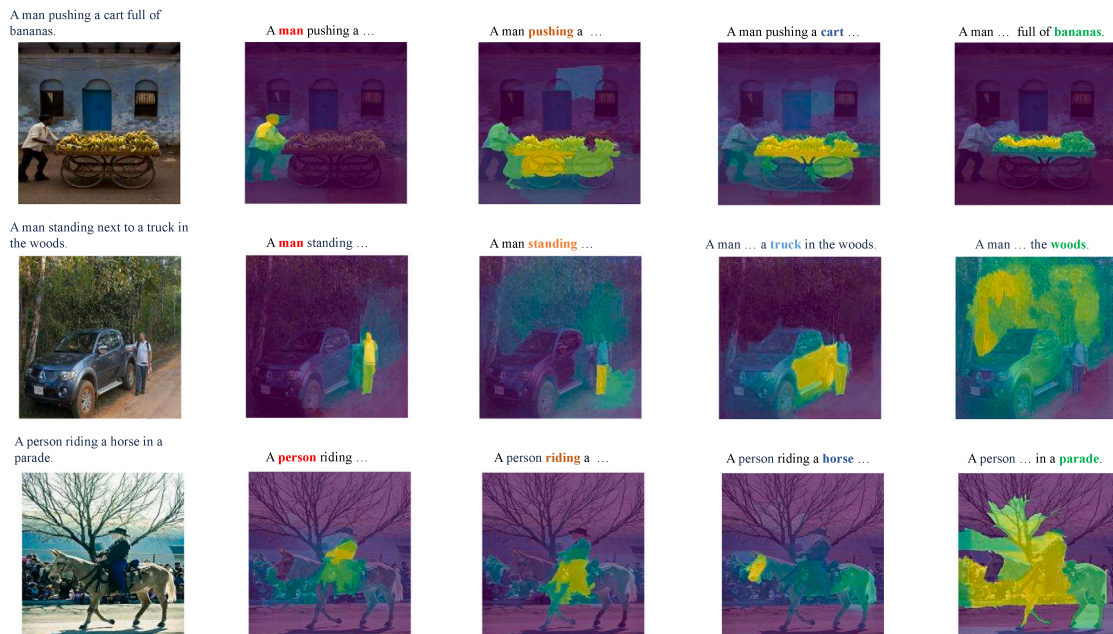 A man pushing a cart full of
bananas.
A man pushing a …
A man pushing a …
A man pushing a cart …
A man … full of bananas.
A man standing next to a truck in
the woods.
A man standing …
A man standing …
A man … a truck in the woods.
A man … the woods.
A person riding a horse in a
parade.
A person riding …
A person riding a …
A person riding a horse …
A person … in a parade.